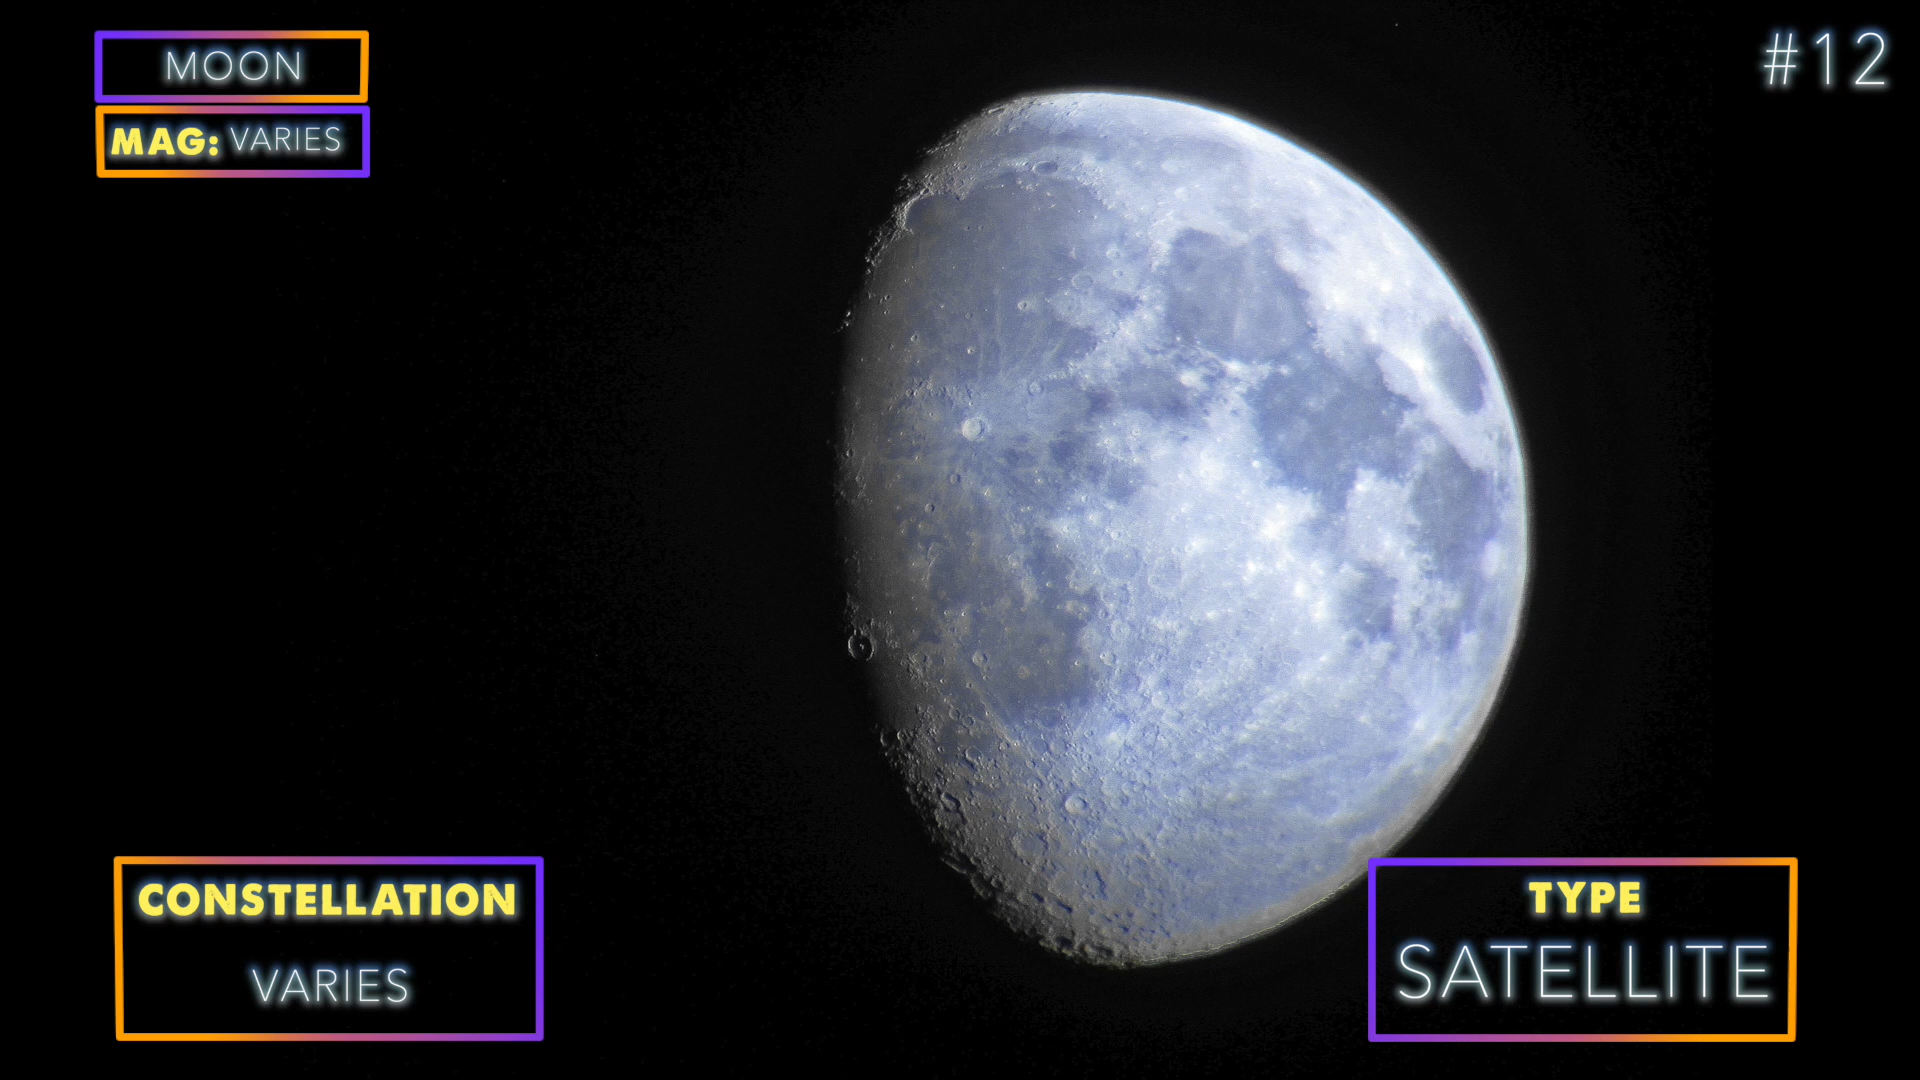 MOON
MAG: VARIES
#12
CONSTELLATION
VARIES
TYPE
SATELLITE